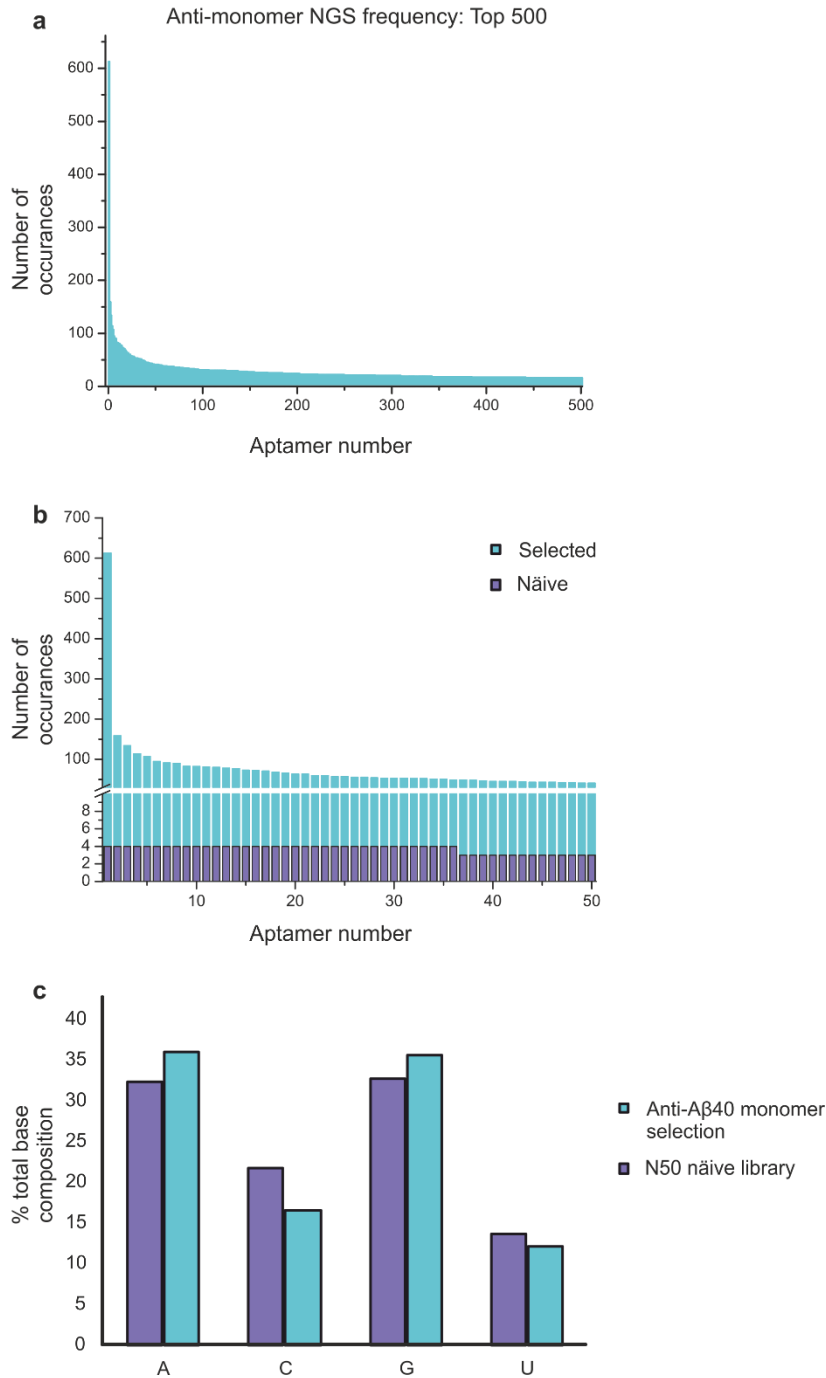 a
Anti-monomer NGS frequency: Top 500
600
500
400
300
200
100
0
Number of
occurances
0 100 200 300 400 500
Aptamer number
b
700
600
500
400
300
200
100
8
6
4
2
0
Number of
occurances
Selected
Näive
10 20 30 40 50
Aptamer number
c
40
35
30
25
20
15
10
5
0
% total base
composition
A C G U
Anti-Aβ40 monomer
selection
N50 näive library